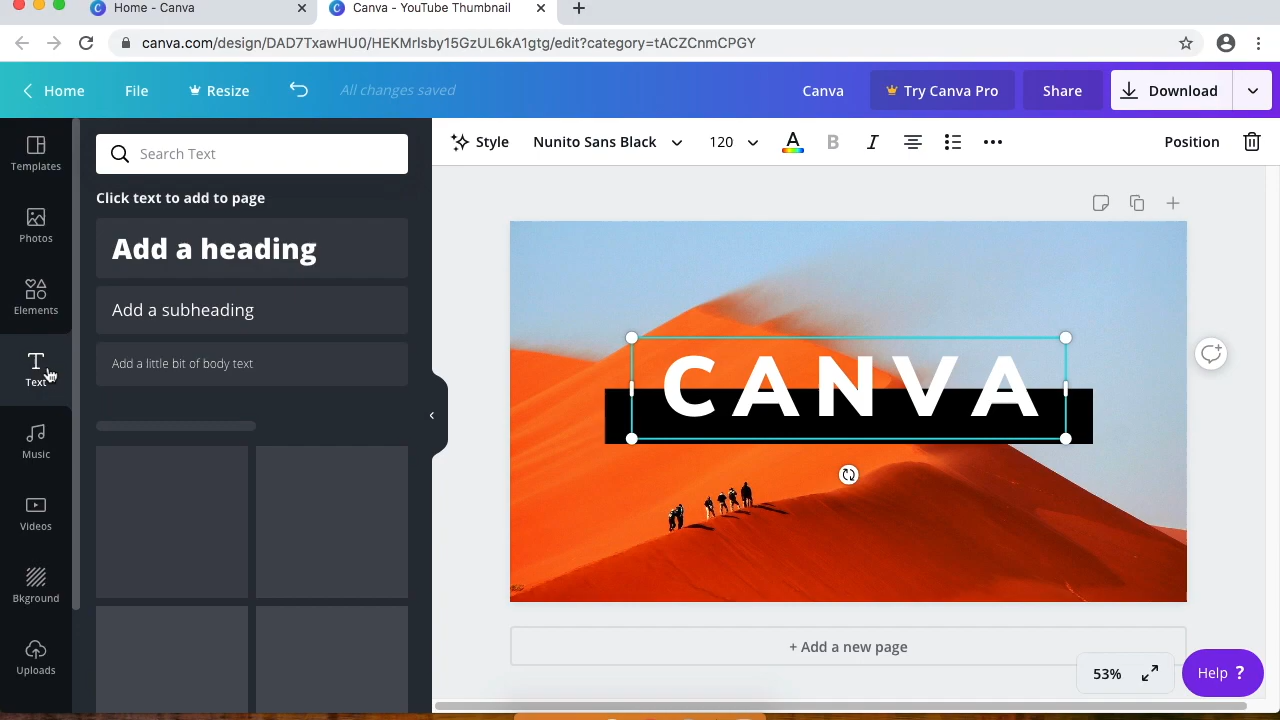 Home - Canva
Canva - YouTube Thumbnail
canva.com/design/DAD7TxawHU0/HEKMrIsby15GzUL6kA1gtg/edit?category=tACZCnmCPGY
Home
File
Resize
All changes saved
Canva
Try Canva Pro
Share
Download
Templates
Photos
Elements
Text
Music
Videos
Bkground
Uploads
Search Text
Click text to add to page
Add a heading
Add a subheading
Add a little bit of body text
Style
Nunito Sans Black
120
A
B
I
Position
CANVA
+ Add a new page
53%
Help ?